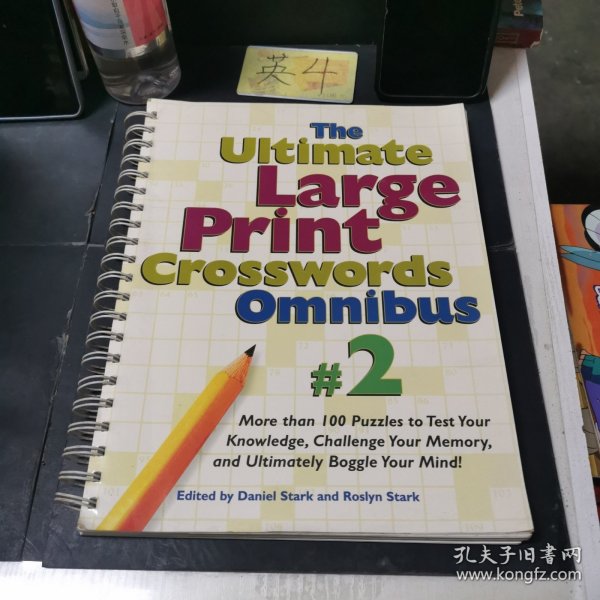 英牛
The
Ultimate
Large
Print
Crosswords
Omnibus
#2
More than 100 Puzzles to Test Your
Knowledge, Challenge Your Memory,
and Ultimately Boggle Your Mind!
Edited by Daniel Stark and Roslyn Stark
孔夫子旧书网
www.kongfz.com